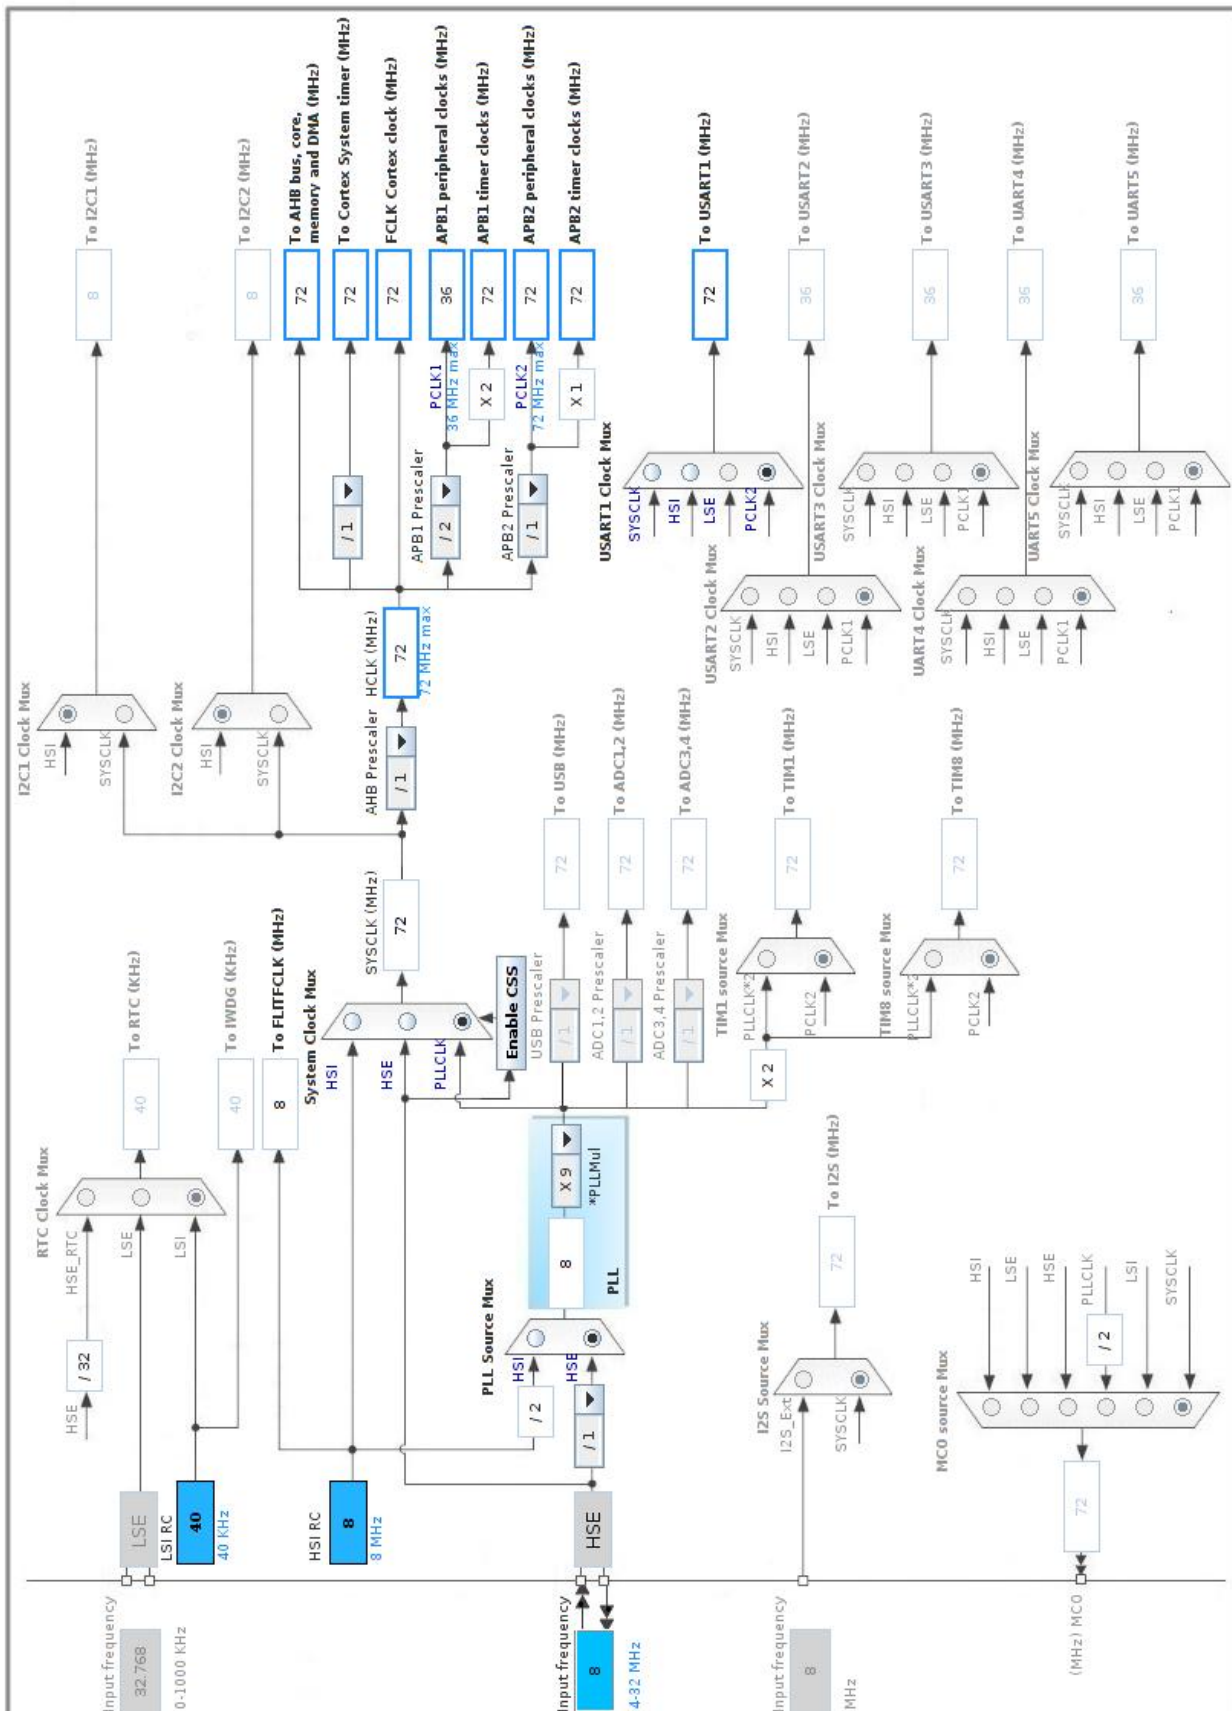 Input frequency
32.768
0-1000 KHz
LSE
LSI RC
40
40 KHz
HSE
/ 32
HSE_RTC
LSE
LSI
RTC Clock Mux
40
To RTC (KHz)
40
To IWDG (KHz)
8
To FLITFCLK (MHz)
HSI RC
8
8 MHz
Input frequency
8
4-32 MHz
HSE
/ 2
/ 1
HSI
HSE
PLL Source Mux
8
X 9
*PLLMul
PLL
System Clock Mux
HSI
HSE
PLLCLK
Enable CSS
SYSCLK (MHz)
72
AHB Prescaler
/ 1
HCLK (MHz)
72
72 MHz max
I2C1 Clock Mux
HSI
SYSCLK
8
To I2C1 (MHz)
I2C2 Clock Mux
HSI
SYSCLK
8
To I2C2 (MHz)
72
To AHB bus, core,
memory and DMA (MHz)
/ 1
72
To Cortex System timer (MHz)
72
FCLK Cortex clock (MHz)
APB1 Prescaler
/ 2
PCLK1
36 MHz max
36
APB1 peripheral clocks (MHz)
X 2
72
APB1 timer clocks (MHz)
APB2 Prescaler
/ 1
PCLK2
72 MHz max
72
APB2 peripheral clocks (MHz)
X 1
72
APB2 timer clocks (MHz)
USB Prescaler
/ 1
72
To USB (MHz)
ADC1,2 Prescaler
/ 1
72
To ADC1,2 (MHz)
ADC3,4 Prescaler
/ 1
72
To ADC3,4 (MHz)
X 2
TIM1 source Mux
PLLCLK*2
PCLK2
72
To TIM1 (MHz)
TIM8 source Mux
PLLCLK*2
PCLK2
72
To TIM8 (MHz)
USART1 Clock Mux
SYSCLK
HSI
LSE
PCLK2
72
To USART1 (MHz)
USART2 Clock Mux
SYSCLK
HSI
LSE
PCLK1
36
To USART2 (MHz)
USART3 Clock Mux
SYSCLK
HSI
LSE
PCLK1
36
To USART3 (MHz)
UART4 Clock Mux
SYSCLK
HSI
LSE
PCLK1
36
To UART4 (MHz)
UART5 Clock Mux
SYSCLK
HSI
LSE
PCLK1
36
To UART5 (MHz)
Input frequency
8
MHz
I2S Source Mux
I2S_Ext
SYSCLK
72
To I2S (MHz)
MCO source Mux
HSI
LSE
HSE
PLLCLK
/ 2
LSI
SYSCLK
72
(MHz) MCO